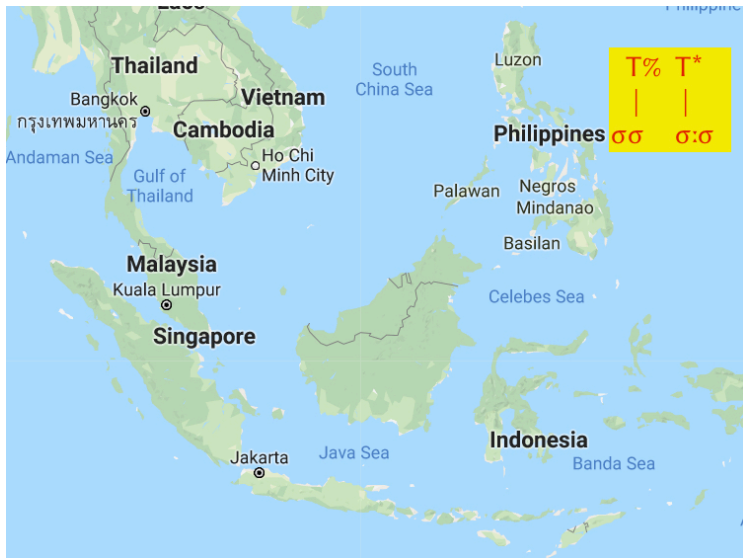 Laos
Philippine
Thailand
Luzon
South
China Sea
T% T*
| |
σσ σ:σ
Bangkok
กรุงเทพมหานคร
Vietnam
Cambodia
Philippines
Andaman Sea
Ho Chi
Minh City
Gulf of
Thailand
Palawan
Negros
Mindanao
Basilan
Malaysia
Kuala Lumpur
Celebes Sea
Singapore
Indonesia
Jakarta
Java Sea
Banda Sea